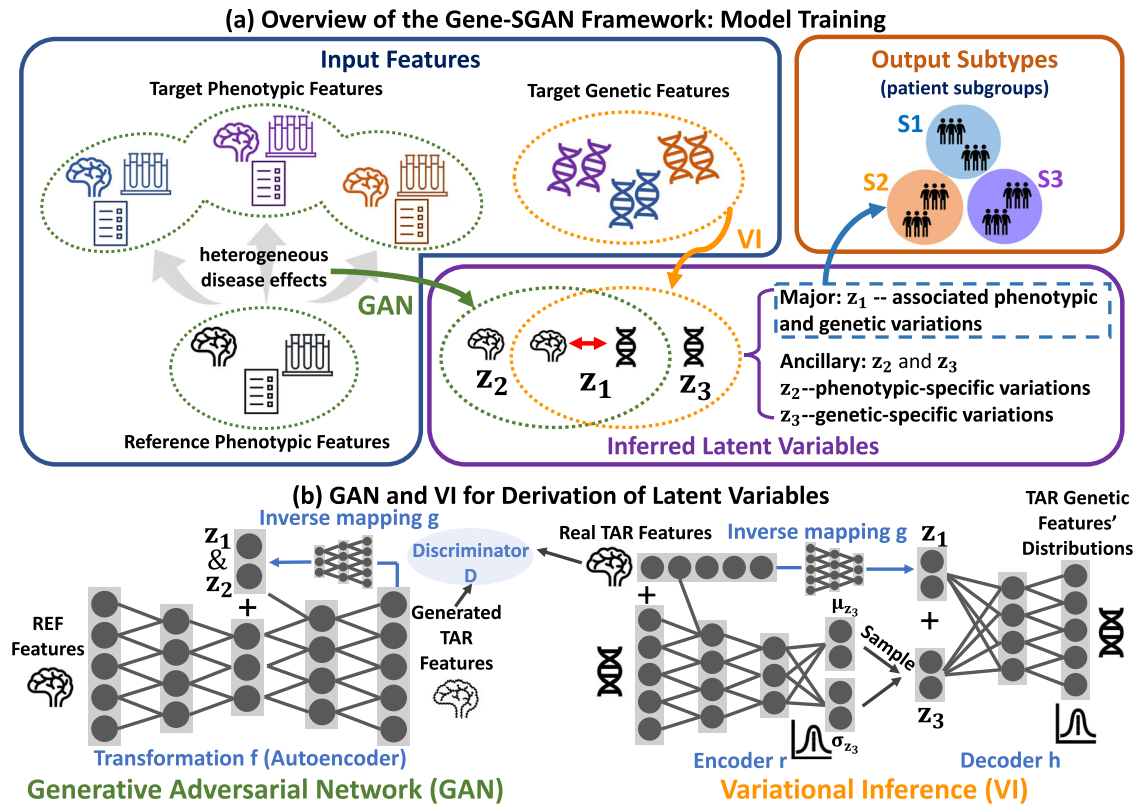 (a) Overview of the Gene-SGAN Framework: Model Training
Input Features
Target Phenotypic Features
Target Genetic Features
Output Subtypes
(patient subgroups)
S1
S2
S3
heterogeneous
disease effects
GAN
VI
Reference Phenotypic Features
z₂
z₁
z₃
Major: z₁ -- associated phenotypic
and genetic variations
Ancillary: z₂ and z₃
z₂--phenotypic-specific variations
z₃--genetic-specific variations
Inferred Latent Variables
(b) GAN and VI for Derivation of Latent Variables
z₁
&
z₂
+
Inverse mapping g
Discriminator
D
REF
Features
Generated
TAR
Features
Transformation f (Autoencoder)
Generative Adversarial Network (GAN)
Real TAR Features
+
Inverse mapping g
z₁
+
z₃
TAR Genetic
Features'
Distributions
μz₃
Sample
σz₃
Encoder r
Decoder h
Variational Inference (VI)